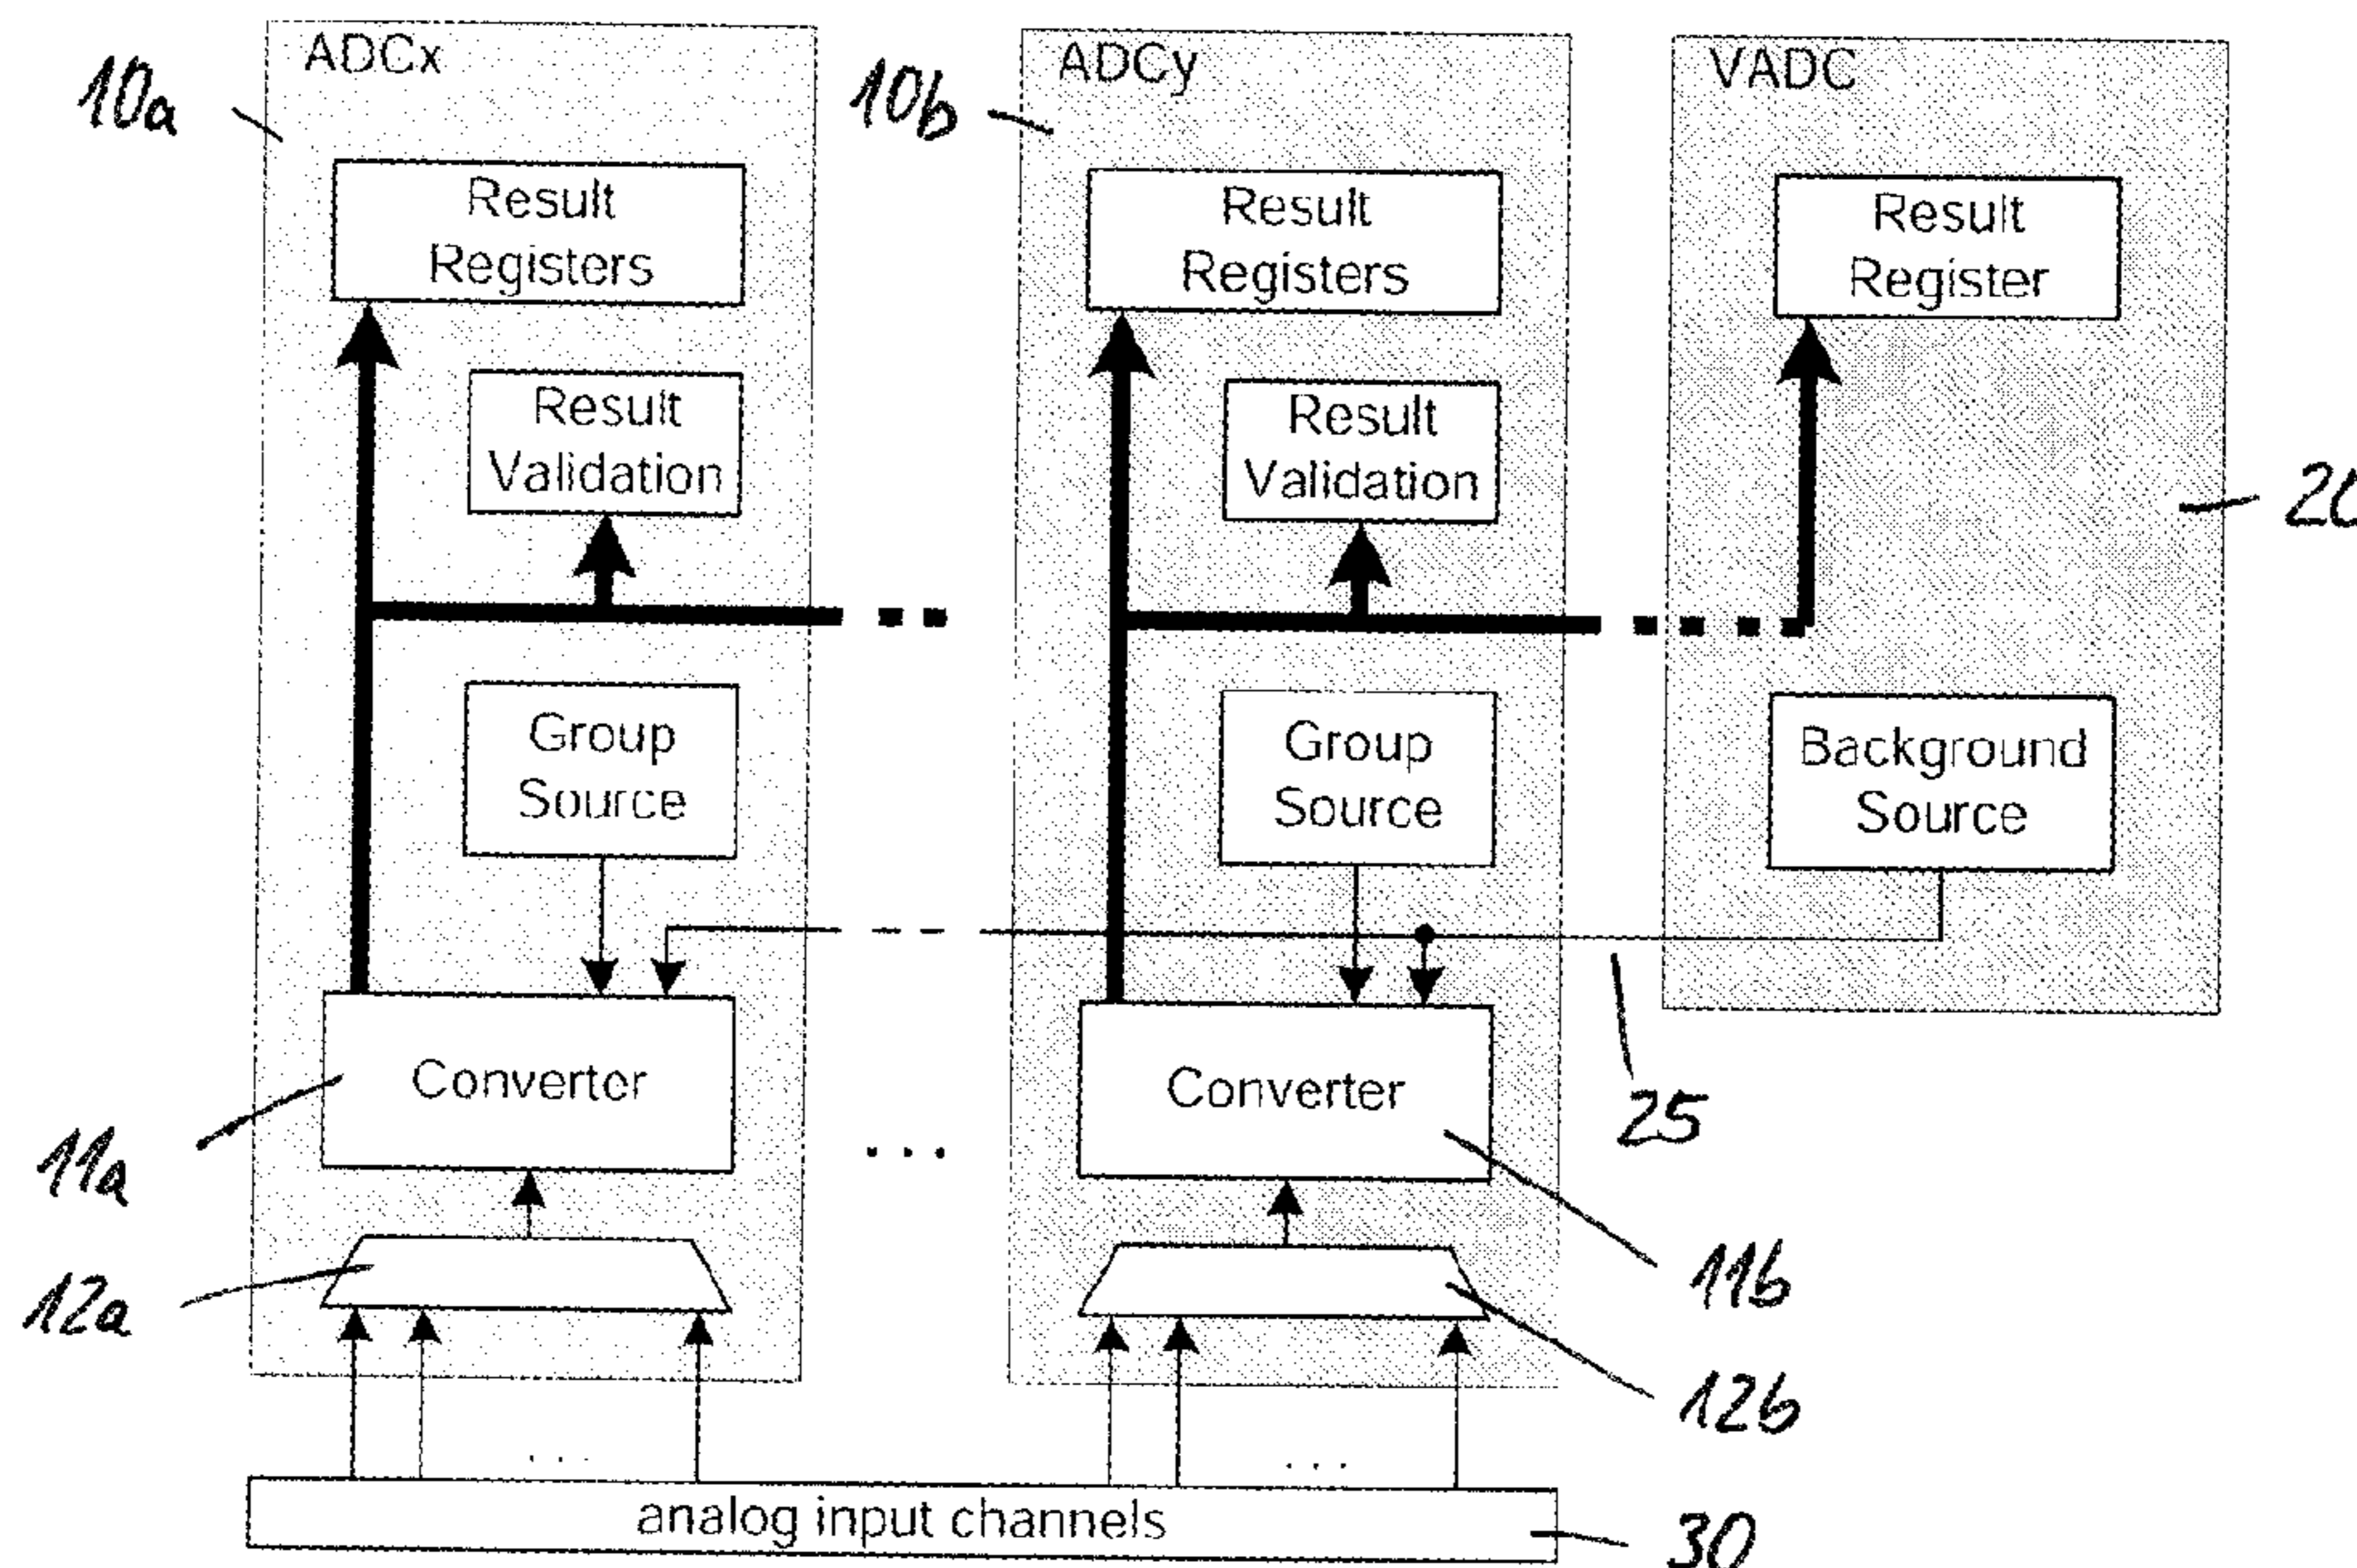 ADCx
ADCy
VADC
10a
10b
Result
Registers
Result
Registers
Result
Register
Result
Validation
Result
Validation
Group
Source
Group
Source
Background
Source
Converter
Converter
25
11a
...
11b
12a
12b
...
...
analog input channels
30